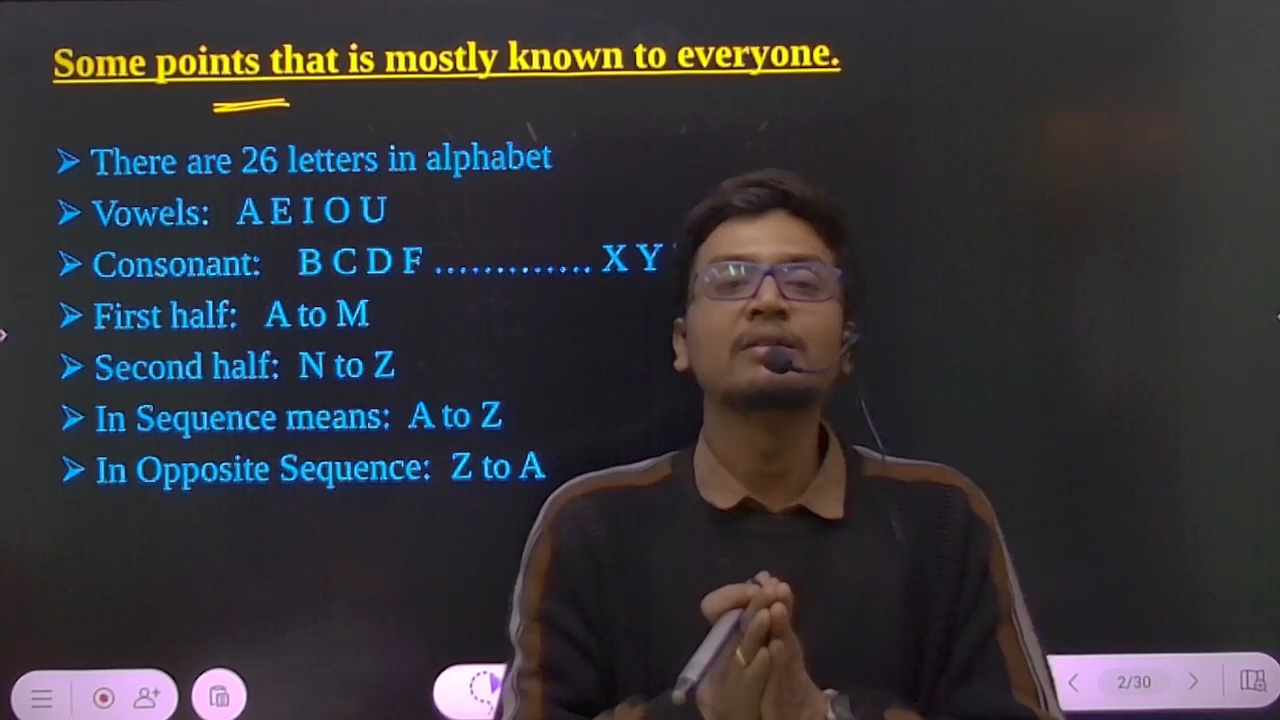 Some points that is mostly known to everyone.
➢ There are 26 letters in alphabet
➢ Vowels: A E I O U
➢ Consonant: B C D F ............. X Y
➢ First half: A to M
➢ Second half: N to Z
➢ In Sequence means: A to Z
➢ In Opposite Sequence: Z to A
2/30